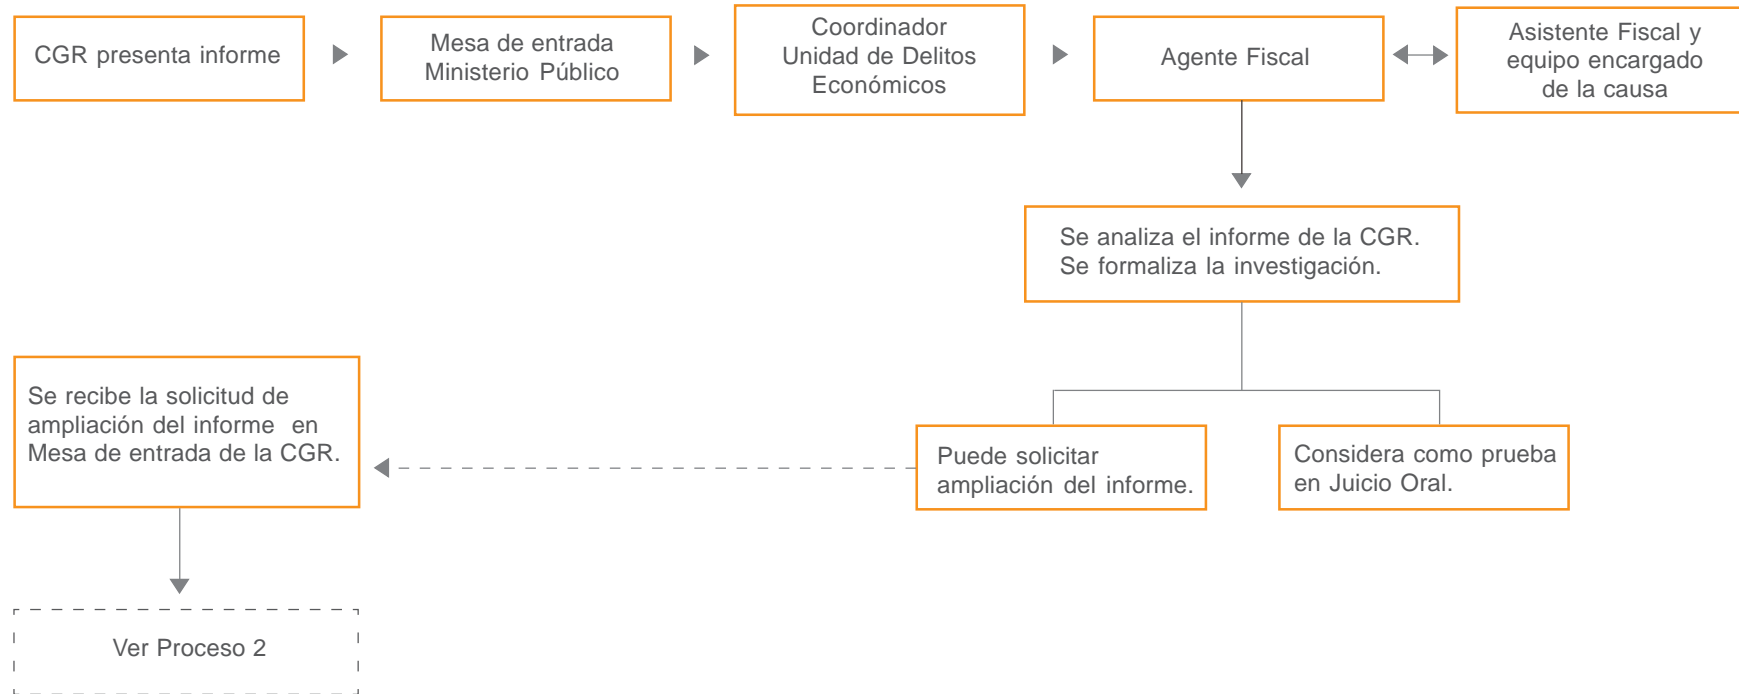 CGR presenta informe
Mesa de entrada
Ministerio Público
Coordinador
Unidad de Delitos
Económicos
Agente Fiscal
Asistente Fiscal y
equipo encargado
de la causa
Se analiza el informe de la CGR.
Se formaliza la investigación.
Se recibe la solicitud de
ampliación del informe en
Mesa de entrada de la CGR.
Puede solicitar
ampliación del informe.
Considera como prueba
en Juicio Oral.
Ver Proceso 2